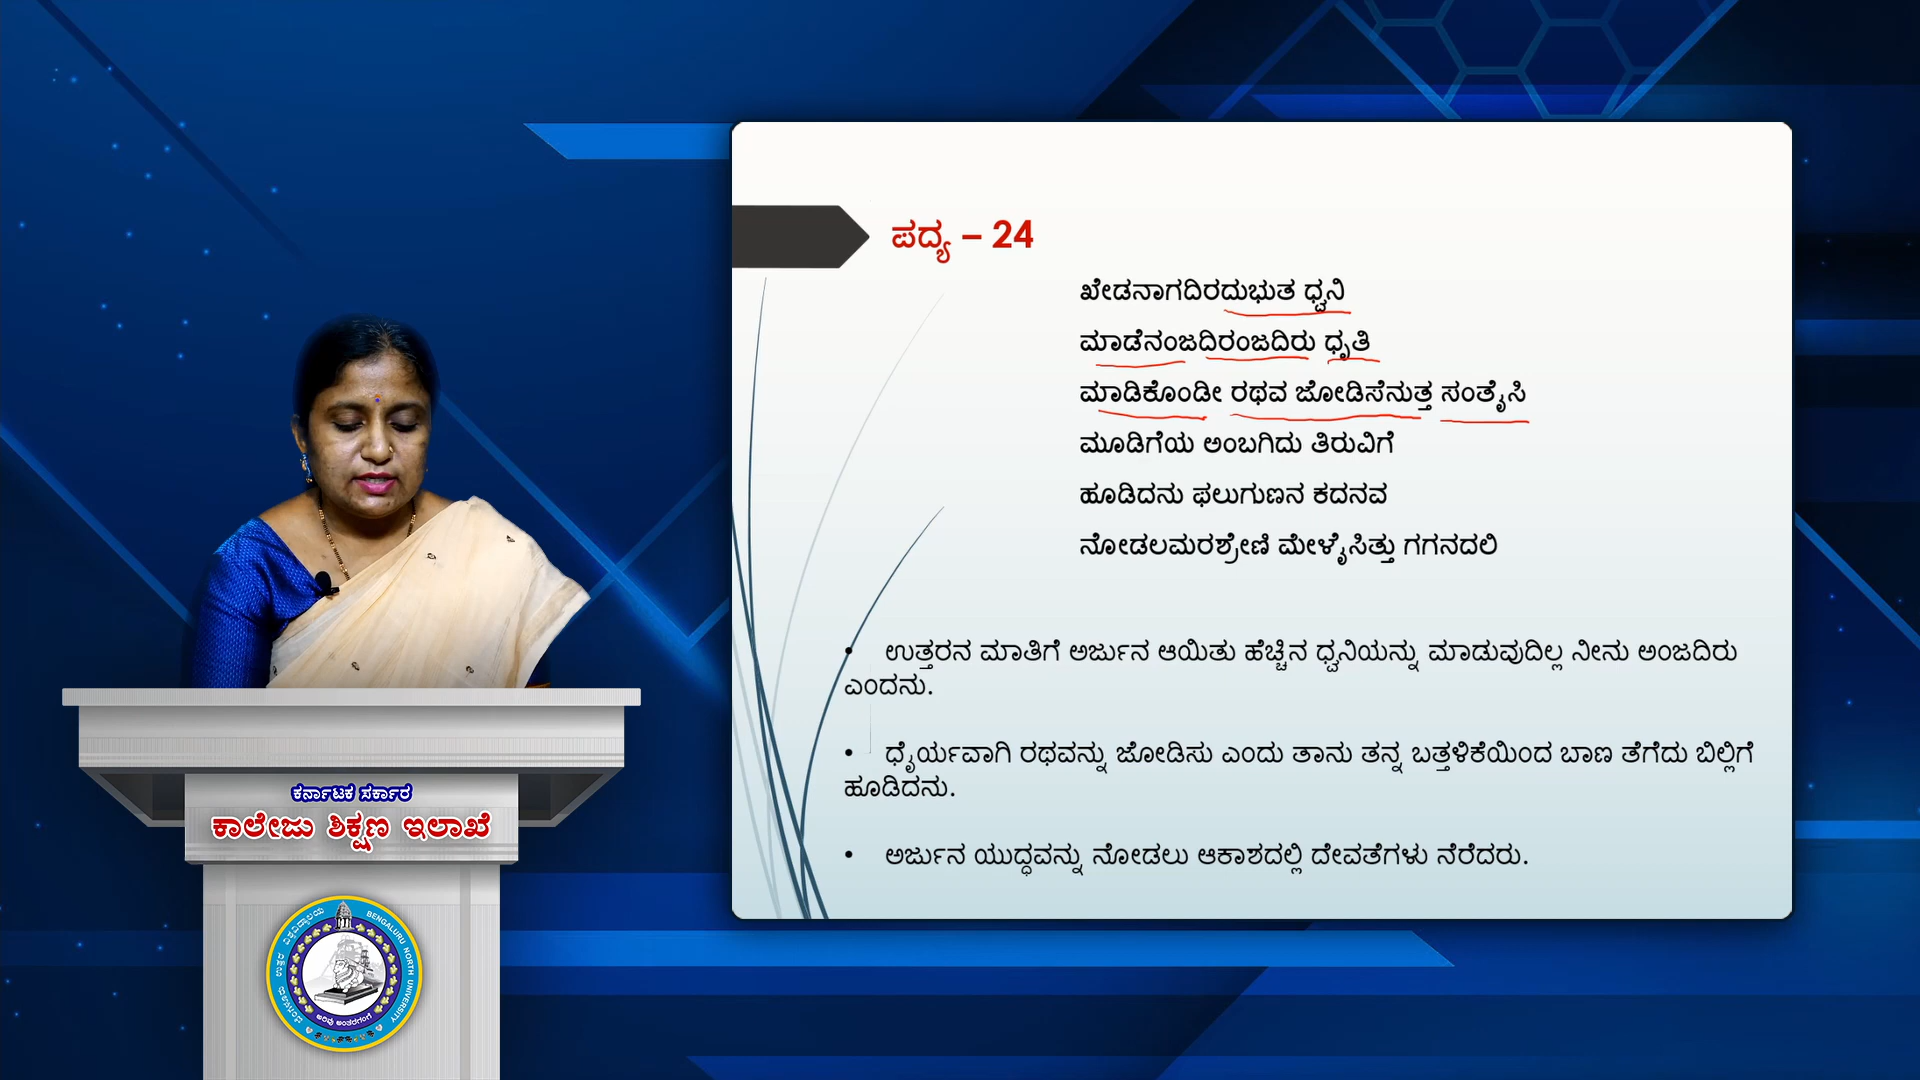 ಪದ್ಯ – 24
ಖೇಡನಾಗದಿರದುಭುತ ಧ್ವನಿ
ಮಾಡೆನಂಜದಿರಂಜದಿರು ಧೃತಿ
ಮಾಡಿಕೊಂಡೀ ರಥವ ಜೋಡಿಸೆನುತ್ತ ಸಂತೈಸಿ
ಮೂಡಿಗೆಯ ಅಂಬಗಿದು ತಿರುವಿಗೆ
ಹೂಡಿದನು ಫಲುಗುಣನ ಕದನವ
ನೋಡಲಮರಶ್ರೇಣಿ ಮೇಳೈಸಿತ್ತು ಗಗನದಲಿ
• ಉತ್ತರನ ಮಾತಿಗೆ ಅರ್ಜುನ ಆಯಿತು ಹೆಚ್ಚಿನ ಧ್ವನಿಯನ್ನು ಮಾಡುವುದಿಲ್ಲ ನೀನು ಅಂಜದಿರು
ಎಂದನು.
• ಧೈರ್ಯವಾಗಿ ರಥವನ್ನು ಜೋಡಿಸು ಎಂದು ತಾನು ತನ್ನ ಬತ್ತಳಿಕೆಯಿಂದ ಬಾಣ ತೆಗೆದು ಬಿಲ್ಲಿಗೆ
ಹೂಡಿದನು.
• ಅರ್ಜುನ ಯುದ್ಧವನ್ನು ನೋಡಲು ಆಕಾಶದಲ್ಲಿ ದೇವತೆಗಳು ನೆರೆದರು.
ಕರ್ನಾಟಕ ಸರ್ಕಾರ
ಕಾಲೇಜು ಶಿಕ್ಷಣ ಇಲಾಖೆ
BENGALURU NORTH UNIVERSITY